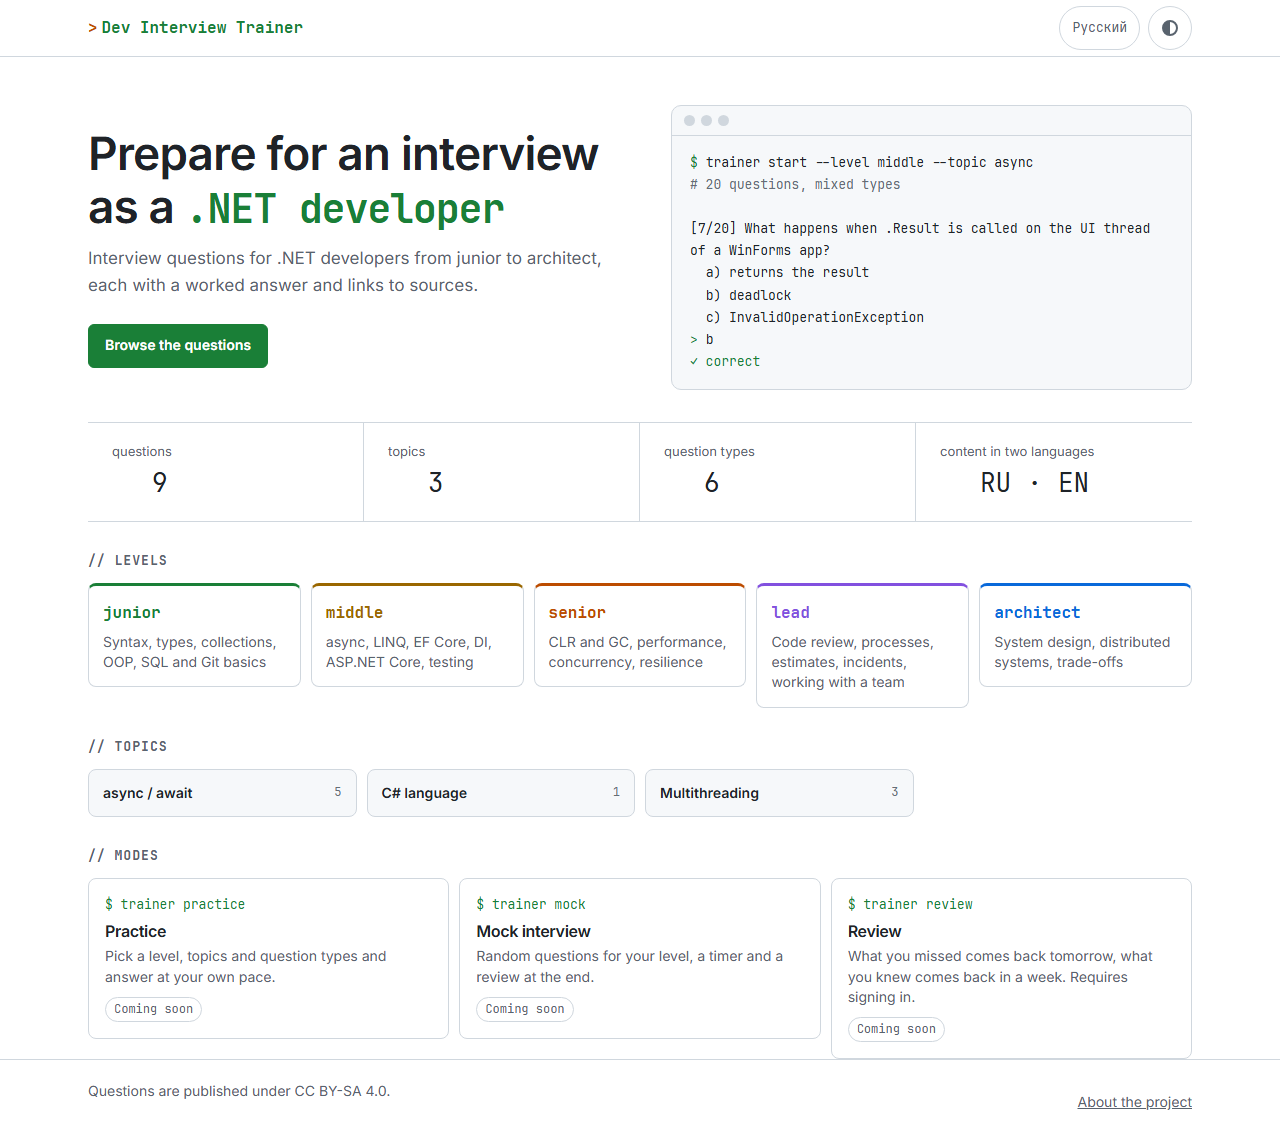 > Dev Interview Trainer
Русский
Prepare for an interview
as a .NET developer
Interview questions for .NET developers from junior to architect,
each with a worked answer and links to sources.
Browse the questions
$ trainer start --level middle --topic async
# 20 questions, mixed types
[7/20] What happens when .Result is called on the UI thread
of a WinForms app?
a) returns the result
b) deadlock
c) InvalidOperationException
> b
✓ correct
questions
9
topics
3
question types
6
content in two languages
RU · EN
// LEVELS
junior
Syntax, types, collections,
OOP, SQL and Git basics
middle
async, LINQ, EF Core, DI,
ASP.NET Core, testing
senior
CLR and GC, performance,
concurrency, resilience
lead
Code review, processes,
estimates, incidents,
working with a team
architect
System design, distributed
systems, trade-offs
// TOPICS
async / await 5
C# language 1
Multithreading 3
// MODES
$ trainer practice
Practice
Pick a level, topics and question types and
answer at your own pace.
Coming soon
$ trainer mock
Mock interview
Random questions for your level, a timer and a
review at the end.
Coming soon
$ trainer review
Review
What you missed comes back tomorrow, what
you knew comes back in a week. Requires
signing in.
Coming soon
Questions are published under CC BY-SA 4.0.
About the project